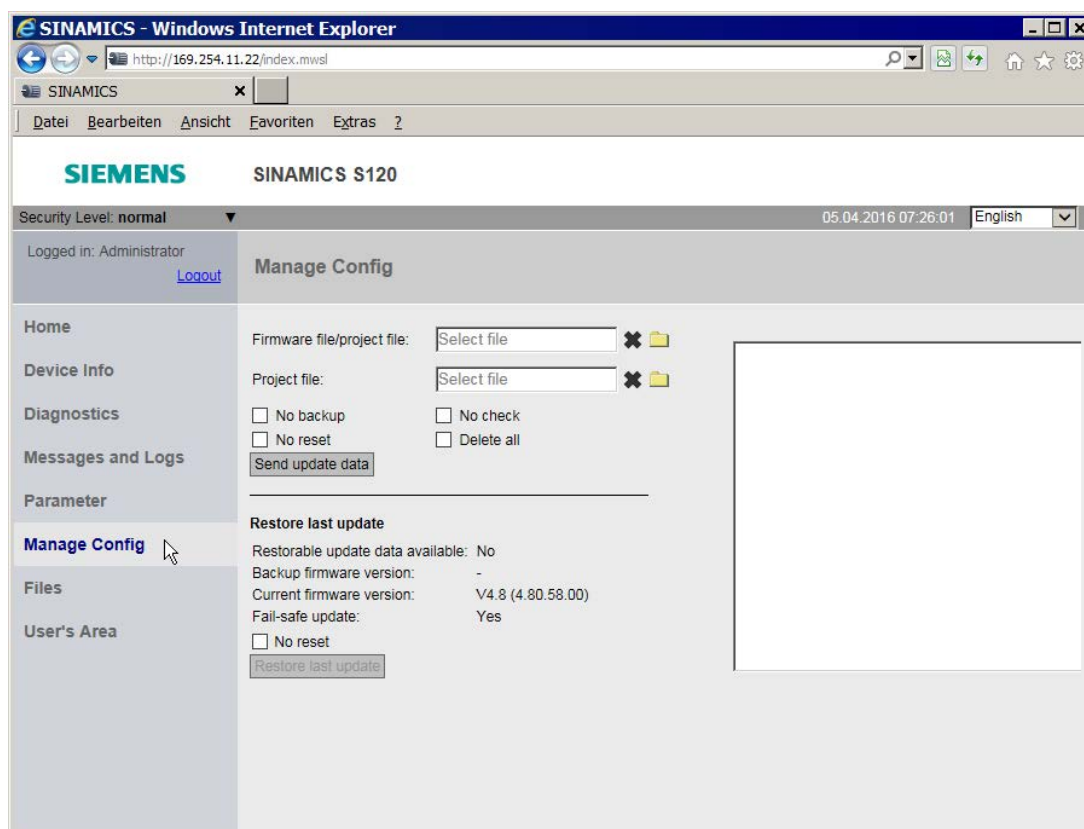 SINAMICS - Windows Internet Explorer
http://169.254.11.22/index.mwsl
SINAMICS
Datei Bearbeiten Ansicht Favoriten Extras ?
SIEMENS SINAMICS S120
Security Level: normal 05.04.2016 07:26:01 English
Logged in: Administrator
Logout
Manage Config
Home
Device Info
Diagnostics
Messages and Logs
Parameter
Manage Config
Files
User's Area
Firmware file/project file: Select file
Project file: Select file
No backup No check
No reset Delete all
Send update data
Restore last update
Restorable update data available: No
Backup firmware version: -
Current firmware version: V4.8 (4.80.58.00)
Fail-safe update: Yes
No reset
Restore last update